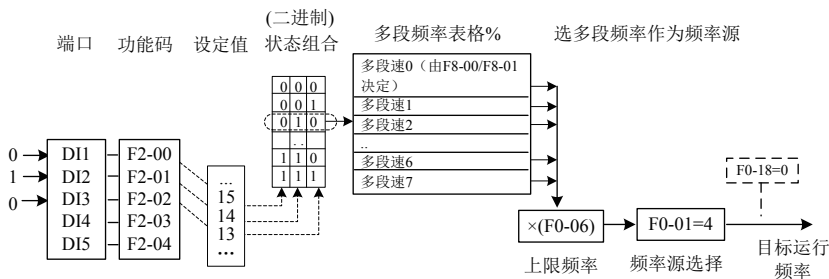 端口
功能码
设定值
(二进制)
状态组合
多段频率表格%
选多段频率作为频率源
0
1
0
DI1
DI2
DI3
DI4
DI5
F2-00
F2-01
F2-02
F2-03
F2-04
...
15
14
13
...
0 0 0
0 0 1
0 1 0
. .
1 1 0
1 1 1
多段速0（由F8-00/F8-01
决定）
多段速1
多段速2
..
多段速6
多段速7
×(F0-06)
上限频率
F0-01=4
频率源选择
F0-18=0
目标运行
频率